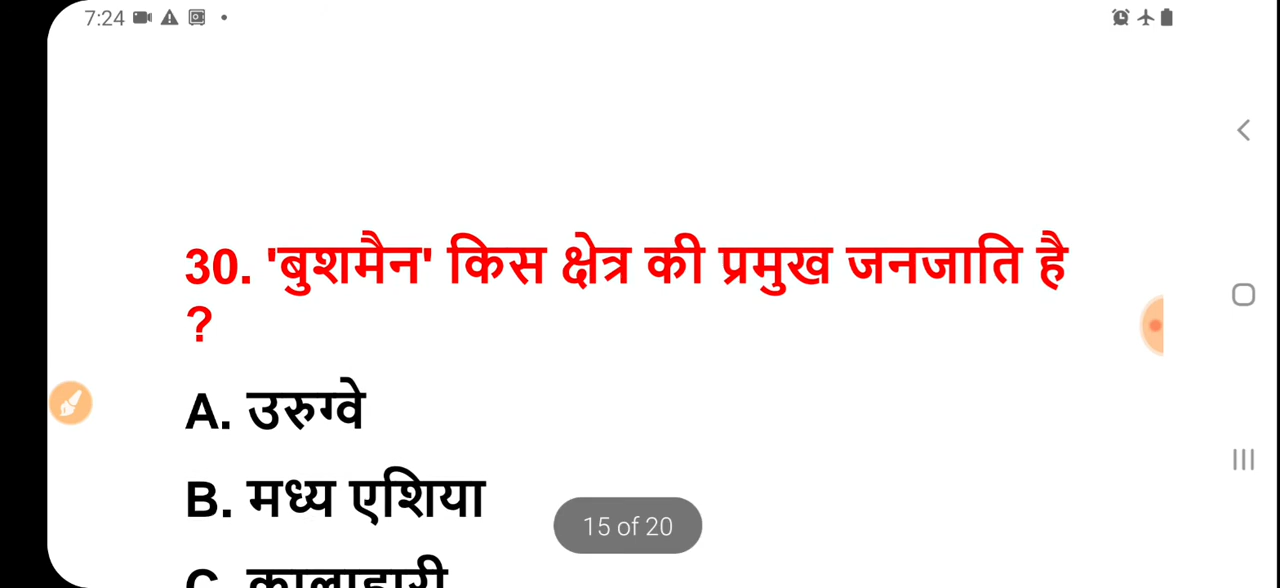 7:24
30. 'बुशमैन' किस क्षेत्र की प्रमुख जनजाति है
?
A. उरुग्वे
B. मध्य एशिया
15 of 20
C. कालाहारी